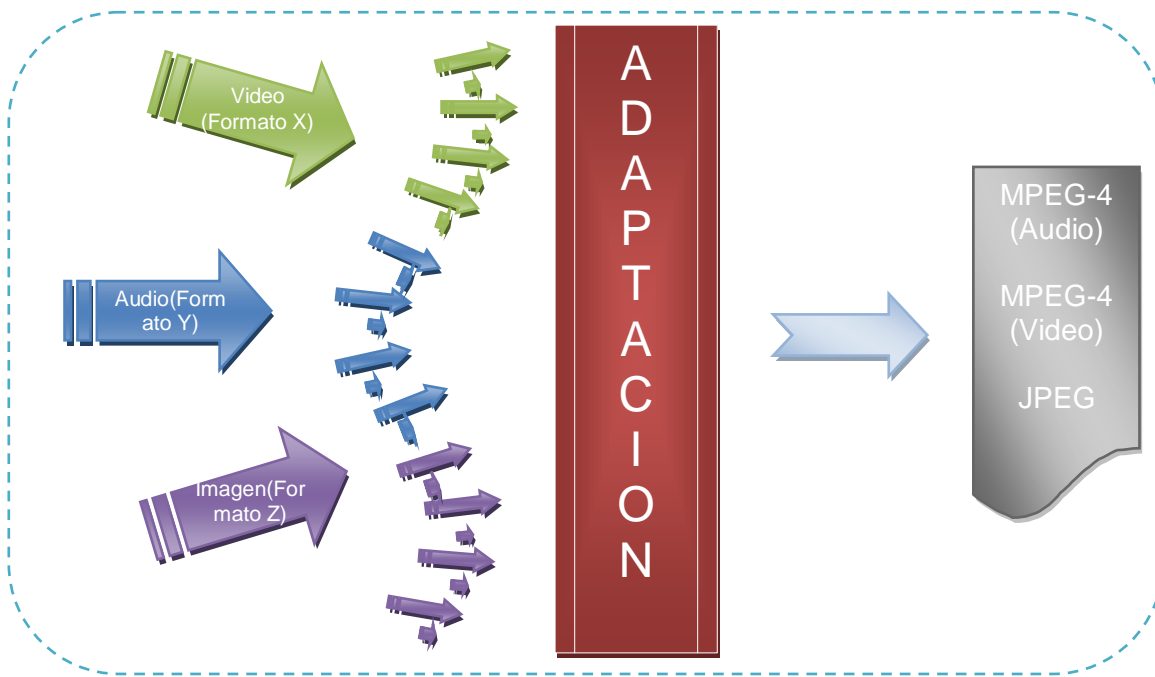 Video
(Formato X)
Audio(Form
ato Y)
Imagen(For
mato Z)
A
D
A
P
T
A
C
I
O
N
MPEG-4
(Audio)
MPEG-4
(Video)
JPEG